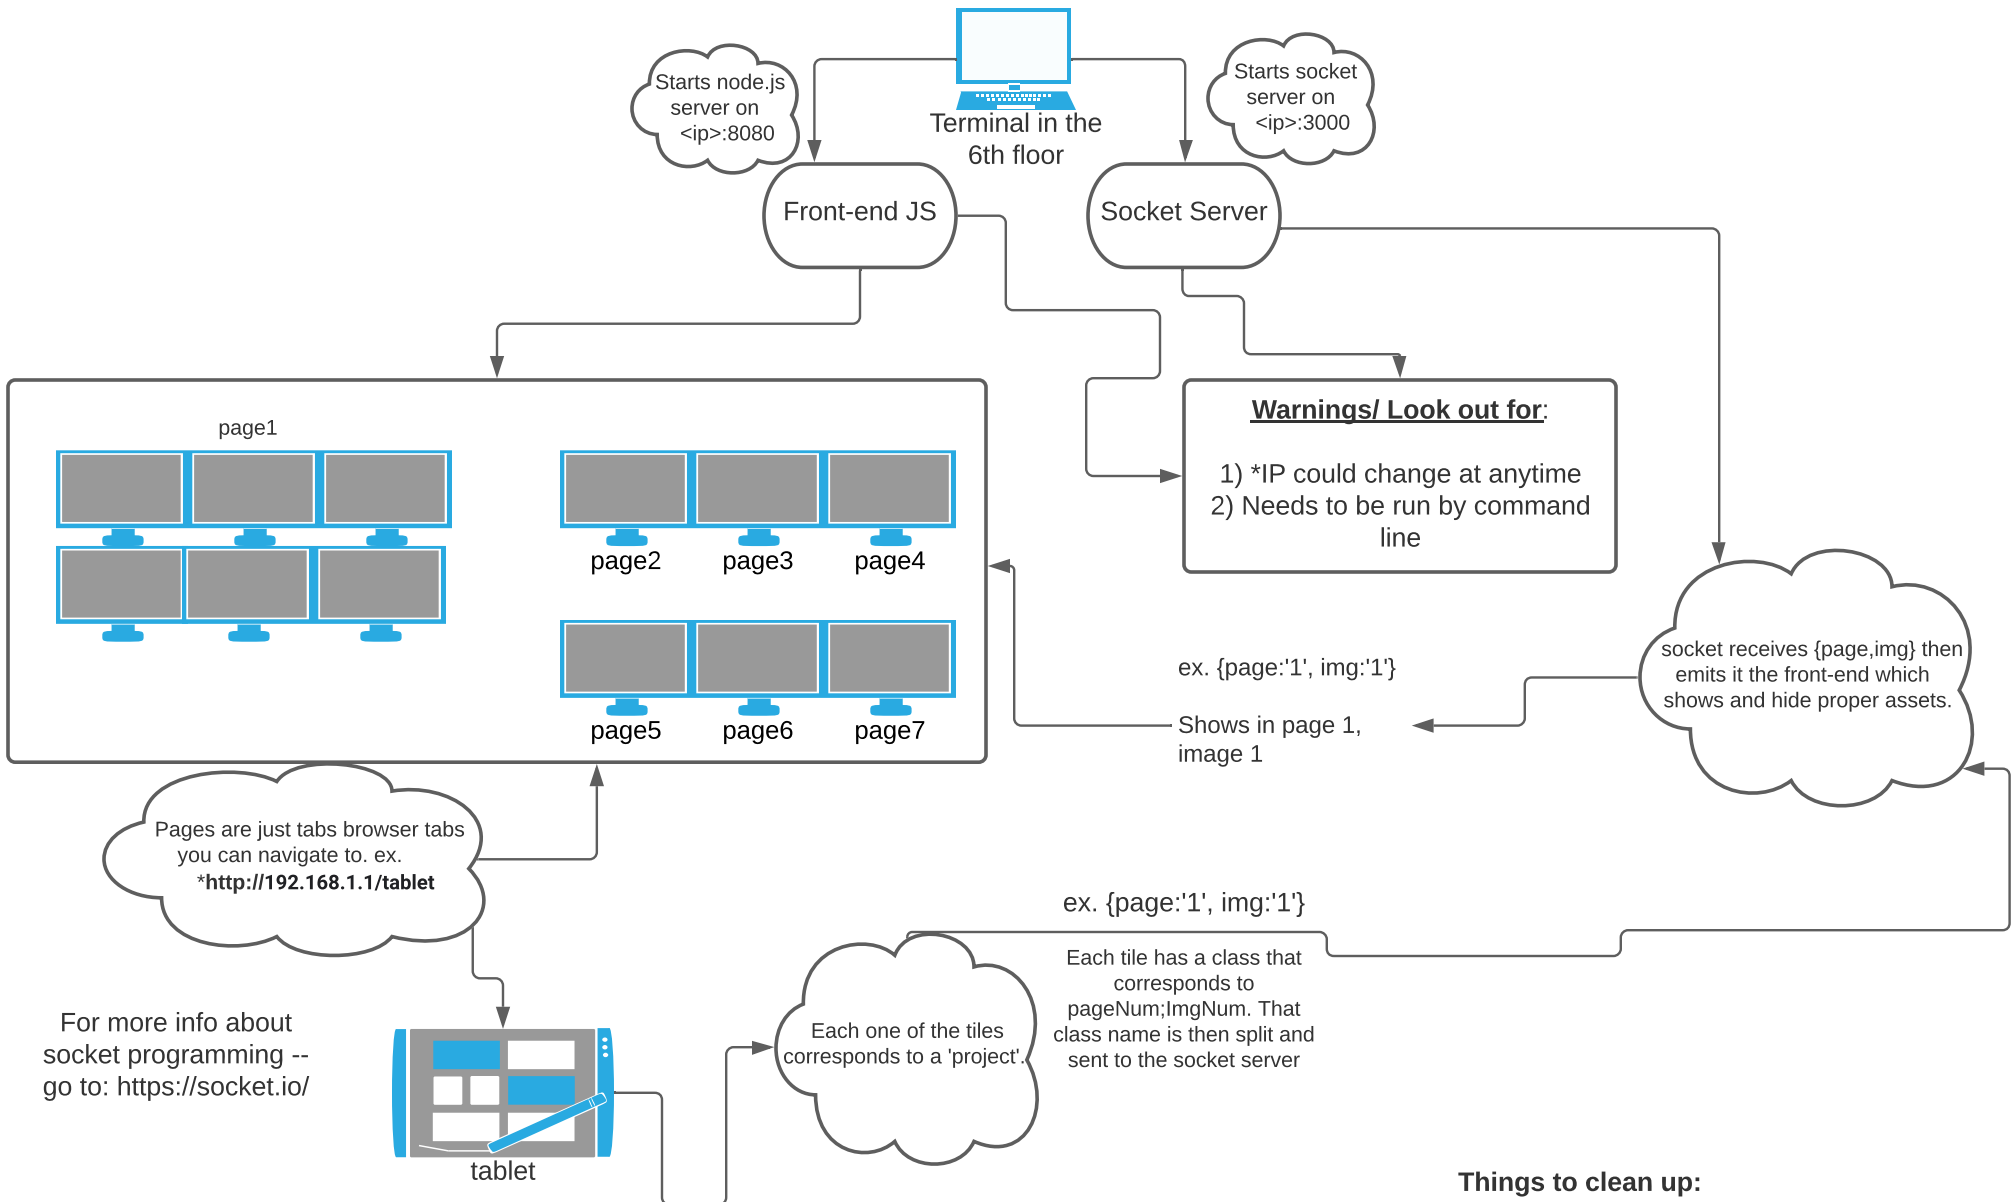 Starts node.js
server on
<ip>:8080
Terminal in the
6th floor
Starts socket
server on
<ip>:3000
Front-end JS
Socket Server
page1
page2
page3
page4
page5
page6
page7
Warnings/ Look out for:
1) *IP could change at anytime
2) Needs to be run by command
line
ex. {page:'1', img:'1'}
Shows in page 1,
image 1
socket receives {page,img} then
emits it the front-end which
shows and hide proper assets.
Pages are just tabs browser tabs
you can navigate to. ex.
*http://192.168.1.1/tablet
ex. {page:'1', img:'1'}
Each tile has a class that
corresponds to
pageNum;ImgNum. That
class name is then split and
sent to the socket server
Each one of the tiles
corresponds to a 'project'.
For more info about
socket programming --
go to: https://socket.io/
tablet
Things to clean up: